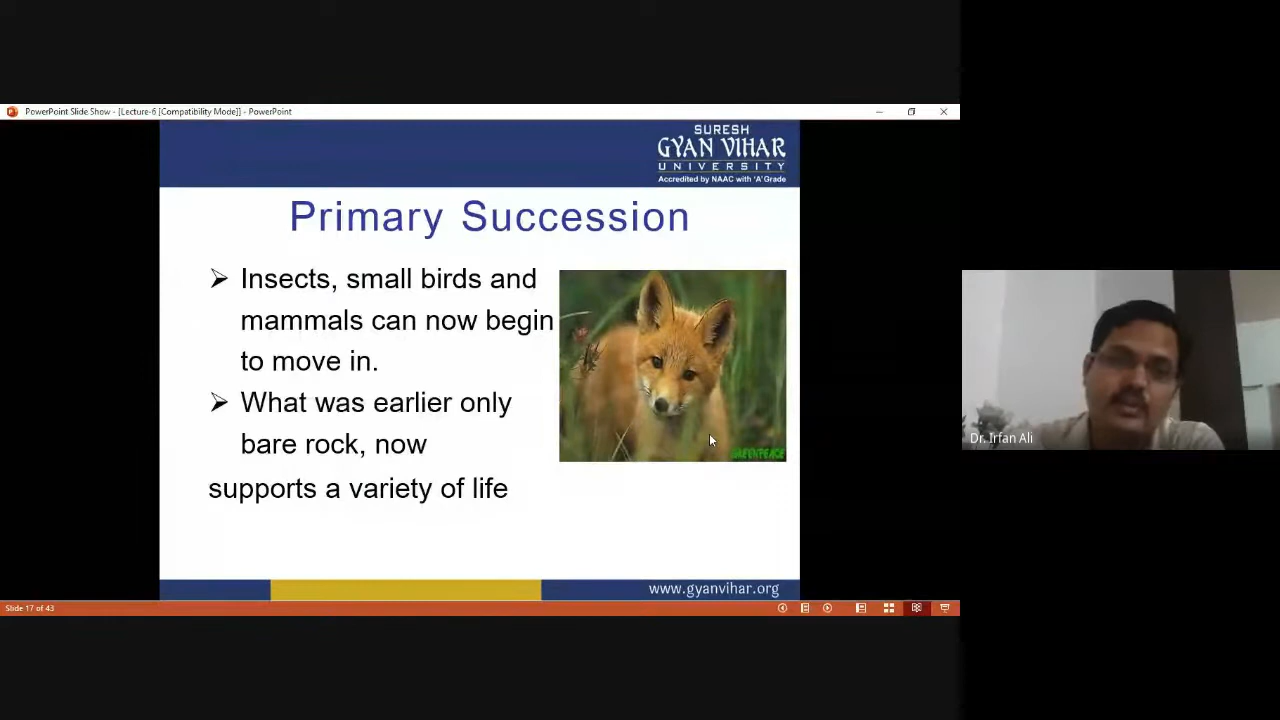 PowerPoint Slide Show - [Lecture-6 [Compatibility Mode]] - PowerPoint
SURESH
GYAN VIHAR
UNIVERSITY
Accredited by NAAC with 'A' Grade
Primary Succession
Insects, small birds and
mammals can now begin
to move in.
What was earlier only
bare rock, now
supports a variety of life
GREENPEACE
Dr. Irfan Ali
www.gyanvihar.org
Slide 17 of 43